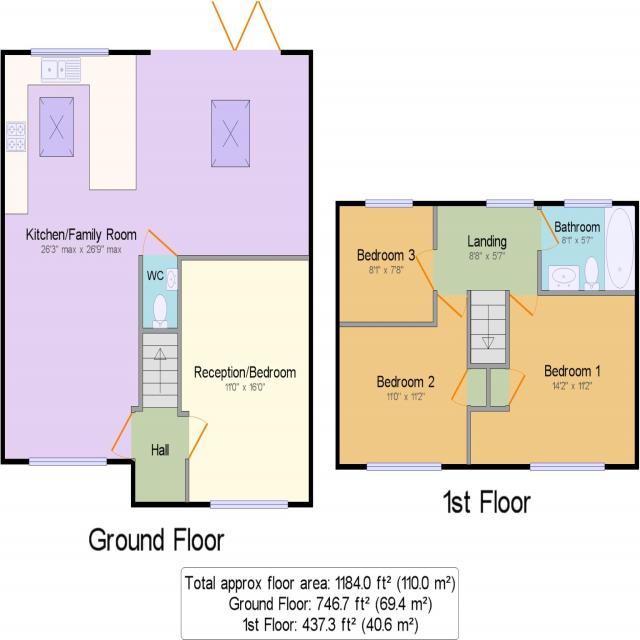 Kitchen/Family Room
26'3" max x 26'9" max
WC
Reception/Bedroom
11'0" x 16'0"
Hall
Ground Floor
Bedroom 3
8'1" x 7'8"
Landing
8'8" x 5'7"
Bathroom
8'1" x 5'7"
Bedroom 2
11'0" x 11'2"
Bedroom 1
14'2" x 11'2"
1st Floor
Total approx floor area: 1184.0 ft² (110.0 m²)
Ground Floor: 746.7 ft² (69.4 m²)
1st Floor: 437.3 ft² (40.6 m²)